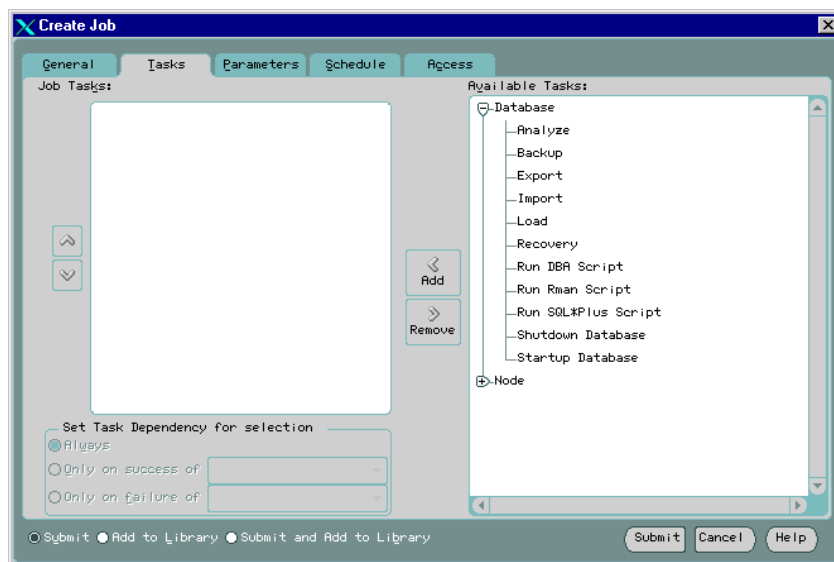 Create Job
General Tasks Parameters Schedule Access
Job Tasks:
Available Tasks:
Database
Analyze
Backup
Export
Import
Load
Recovery
Run DBA Script
Run Rman Script
Run SQL*Plus Script
Shutdown Database
Startup Database
Node
Add
Remove
Set Task Dependency for selection
Always
Only on success of
Only on failure of
Submit Add to Library Submit and Add to Library
Submit Cancel Help